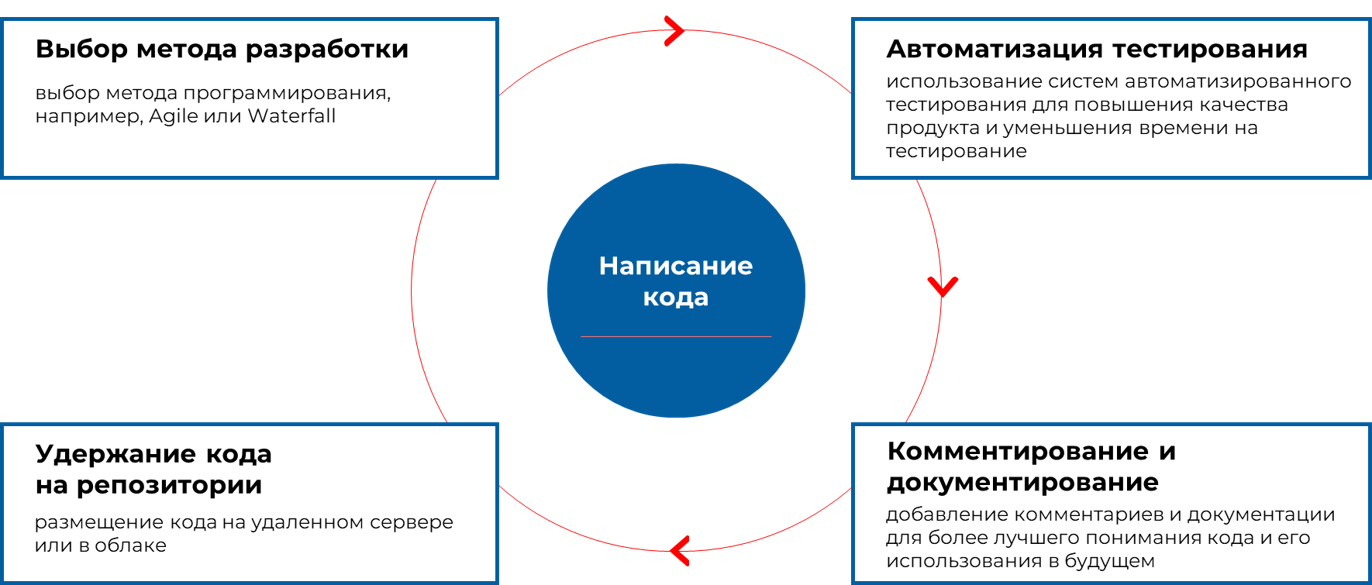 Выбор метода разработки
выбор метода программирования,
например, Agile или Waterfall
Автоматизация тестирования
использование систем автоматизированного
тестирования для повышения качества
продукта и уменьшения времени на
тестирование
Написание
кода
Удержание кода
на репозитории
размещение кода на удаленном сервере
или в облаке
Комментирование и
документирование
добавление комментариев и документации
для более лучшего понимания кода и его
использования в будущем